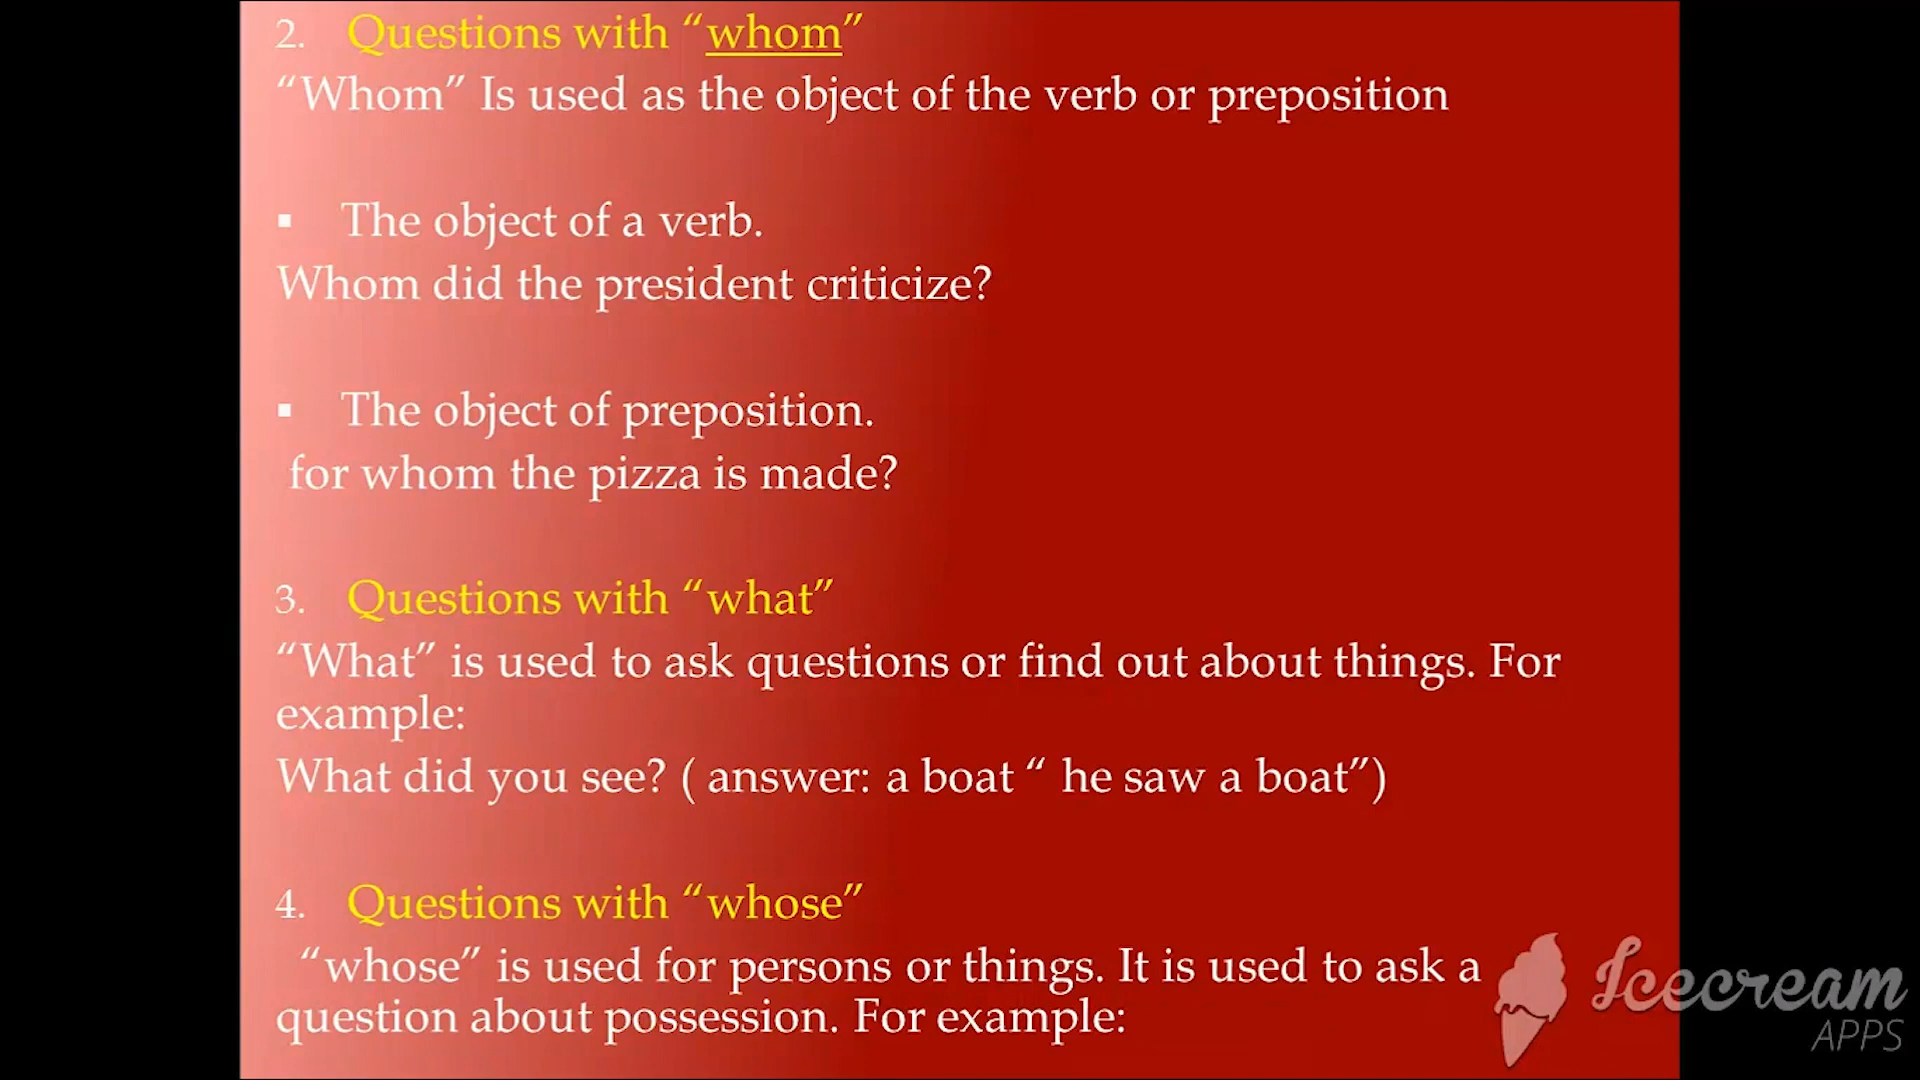 2. Questions with “whom”
“Whom” Is used as the object of the verb or preposition
▪ The object of a verb.
Whom did the president criticize?
▪ The object of preposition.
for whom the pizza is made?
3. Questions with “what”
“What” is used to ask questions or find out about things. For
example:
What did you see? ( answer: a boat “ he saw a boat”)
4. Questions with “whose”
“whose” is used for persons or things. It is used to ask a
question about possession. For example:
Icecream
APPS